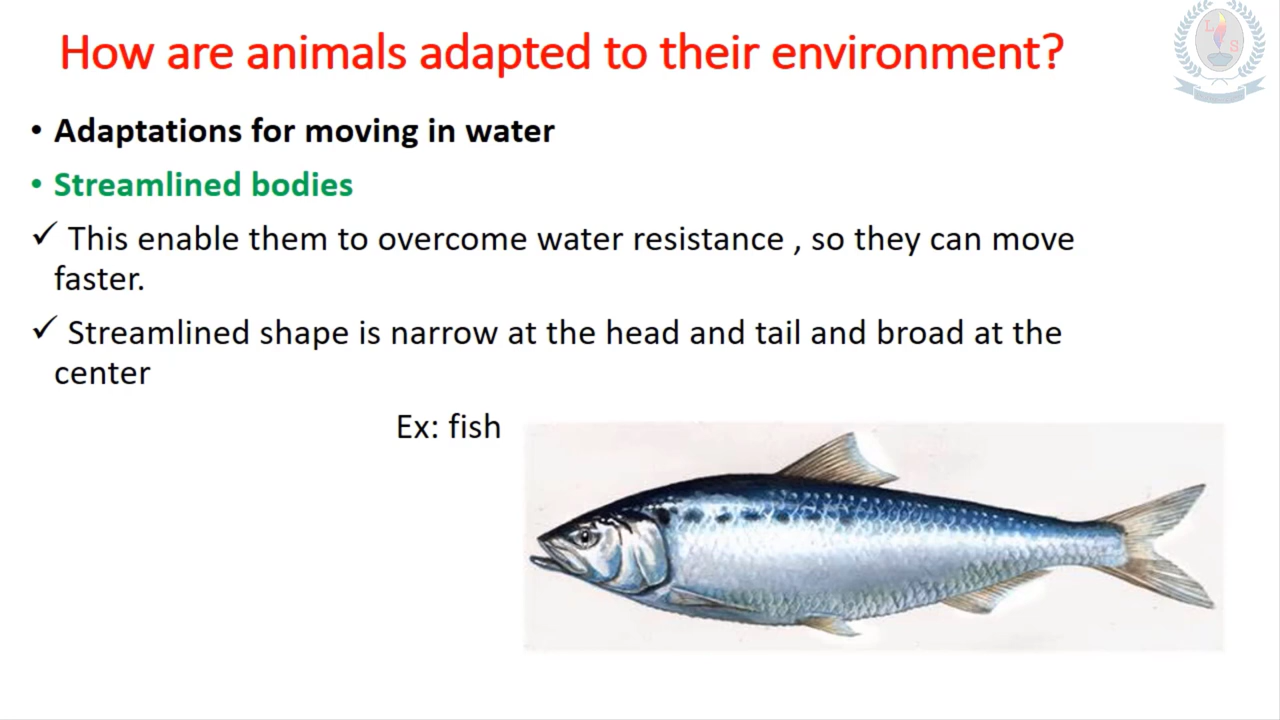 How are animals adapted to their environment?
• Adaptations for moving in water
• Streamlined bodies
✓ This enable them to overcome water resistance , so they can move
faster.
✓ Streamlined shape is narrow at the head and tail and broad at the
center
Ex: fish
L S